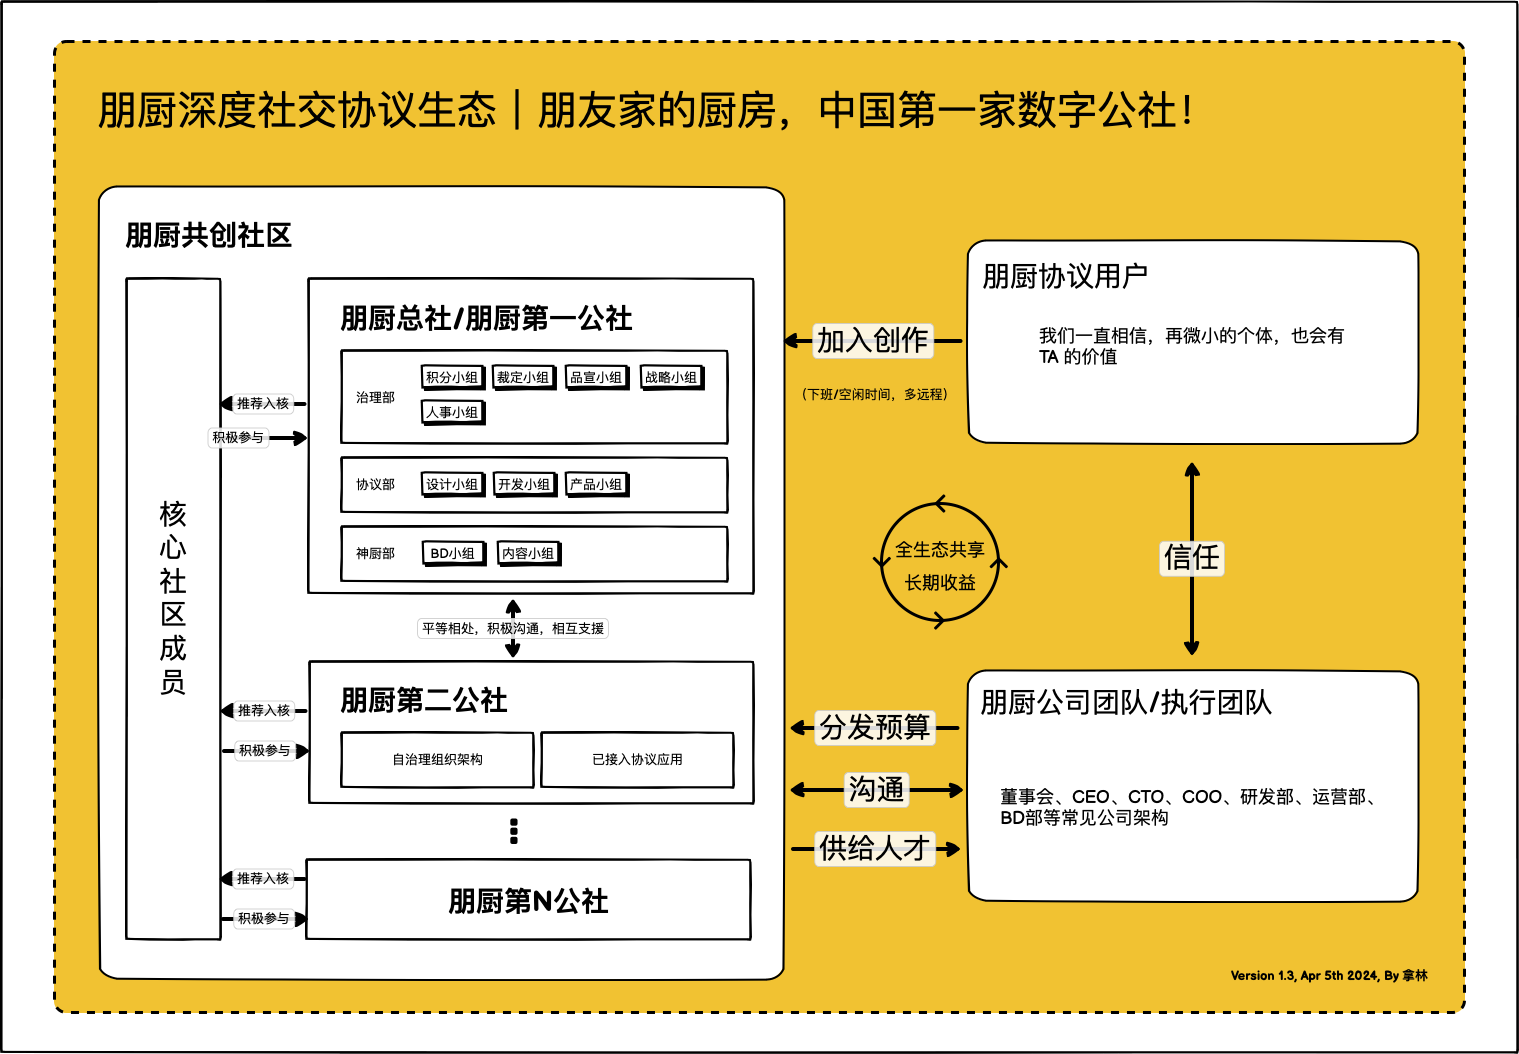 朋厨深度社交协议生态｜朋友家的厨房，中国第一家数字公社！
朋厨共创社区
核
心
社
区
成
员
朋厨总社/朋厨第一公社
治理部
积分小组
裁定小组
品宣小组
战略小组
人事小组
协议部
设计小组
开发小组
产品小组
神厨部
BD小组
内容小组
推荐入核
积极参与
平等相处，积极沟通，相互支援
朋厨第二公社
自治理组织架构
已接入协议应用
推荐入核
积极参与
朋厨第N公社
推荐入核
积极参与
加入创作
（下班/空闲时间，多远程）
朋厨协议用户
我们一直相信，再微小的个体，也会有
TA 的价值
全生态共享
长期收益
信任
分发预算
沟通
供给人才
朋厨公司团队/执行团队
董事会、CEO、CTO、COO、研发部、运营部、
BD部等常见公司架构
Version 1.3, Apr 5th 2024, By 拿林